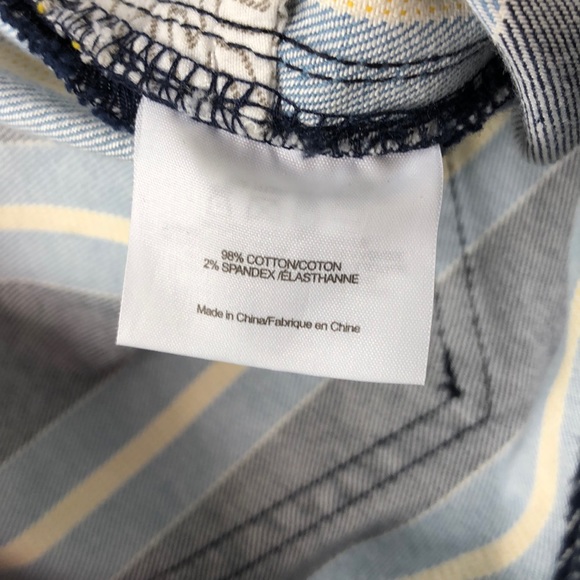 98% COTTON/COTON
2% SPANDEX /ÉLASTHANNE
Made in China/Fabrique en Chine